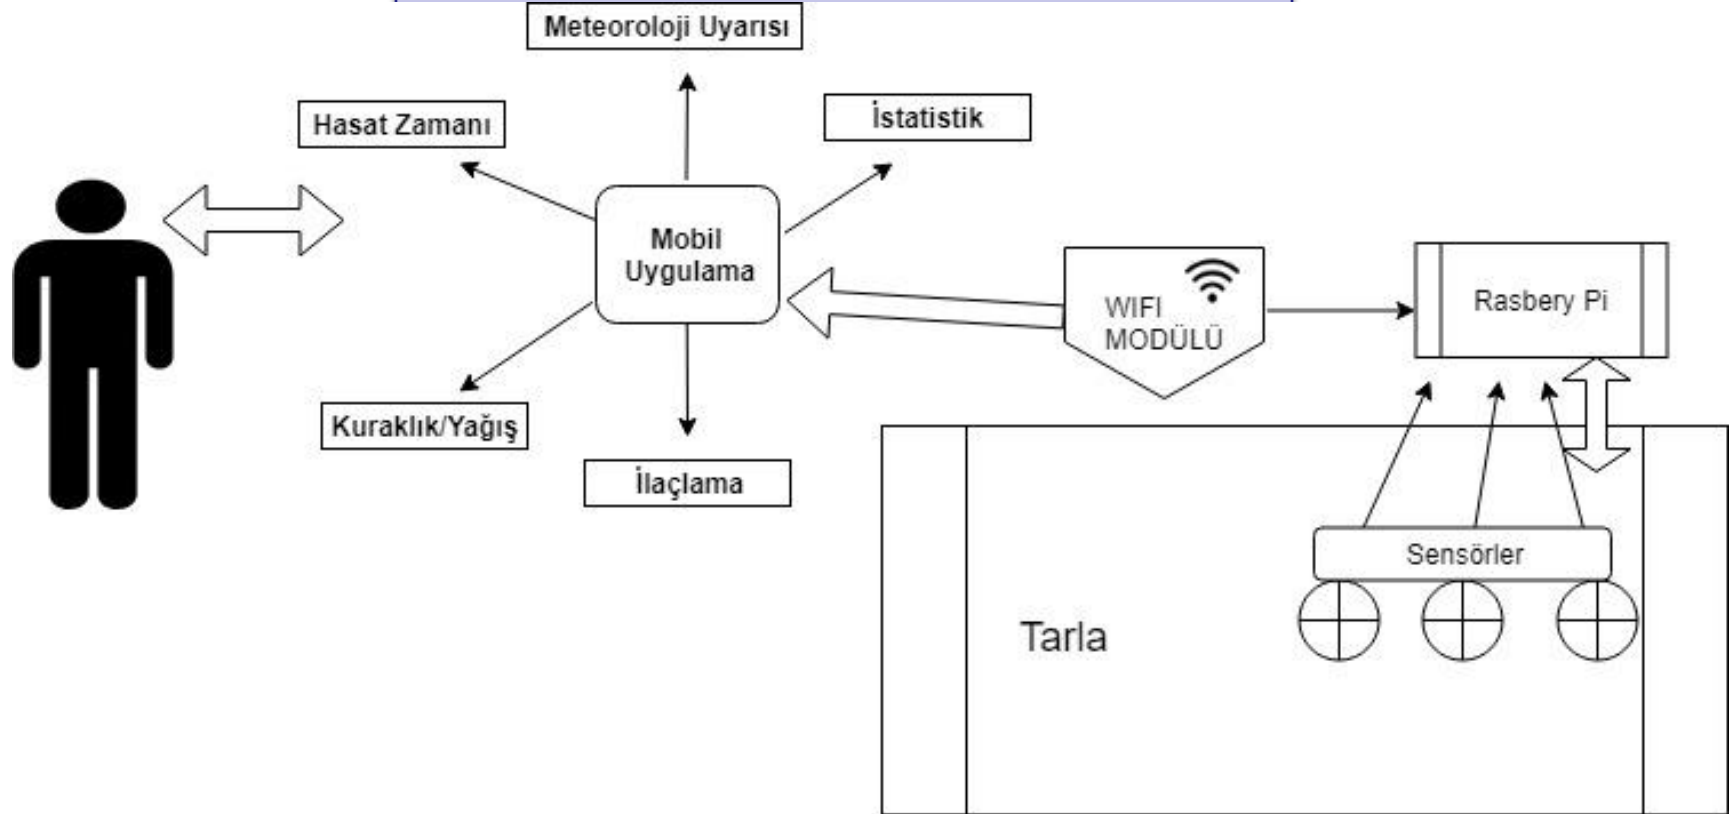 Meteoroloji Uyarısı
Hasat Zamanı
İstatistik
Mobil
Uygulama
WIFI
MODÜLÜ
Rasbery Pi
Kuraklık/Yağış
İlaçlama
Sensörler
Tarla